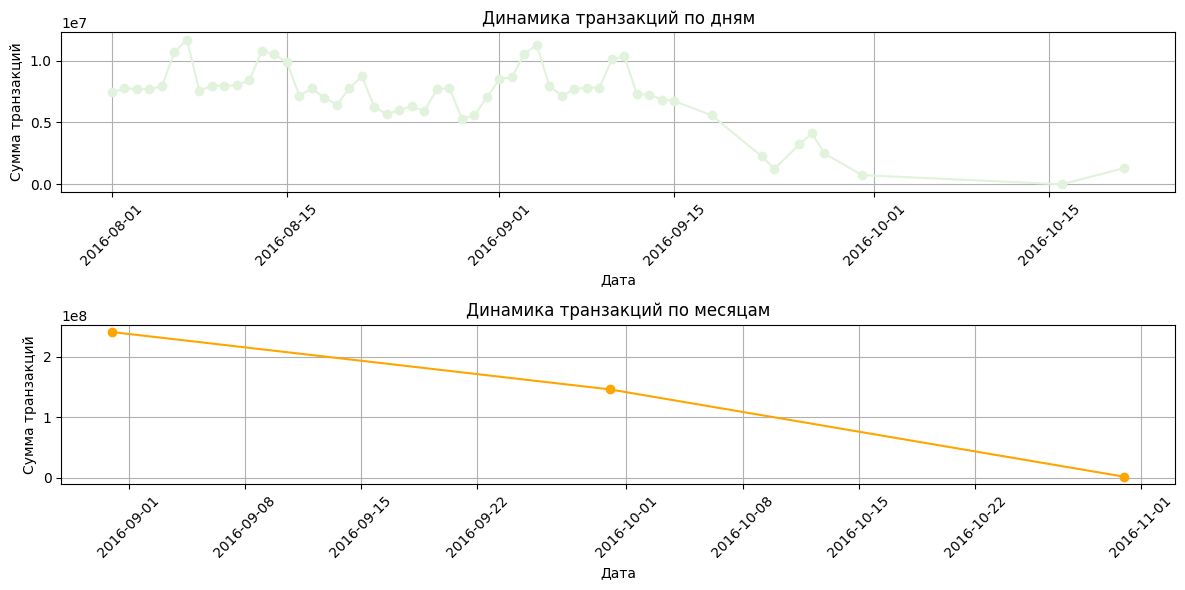 Динамика транзакций по дням
1e7
Сумма транзакций
1.0
0.5
0.0
2016-08-01
2016-08-15
2016-09-01
2016-09-15
2016-10-01
2016-10-15
Дата
Динамика транзакций по месяцам
1e8
Сумма транзакций
2
1
0
2016-09-01
2016-09-08
2016-09-15
2016-09-22
2016-10-01
2016-10-08
2016-10-15
2016-10-22
2016-11-01
Дата